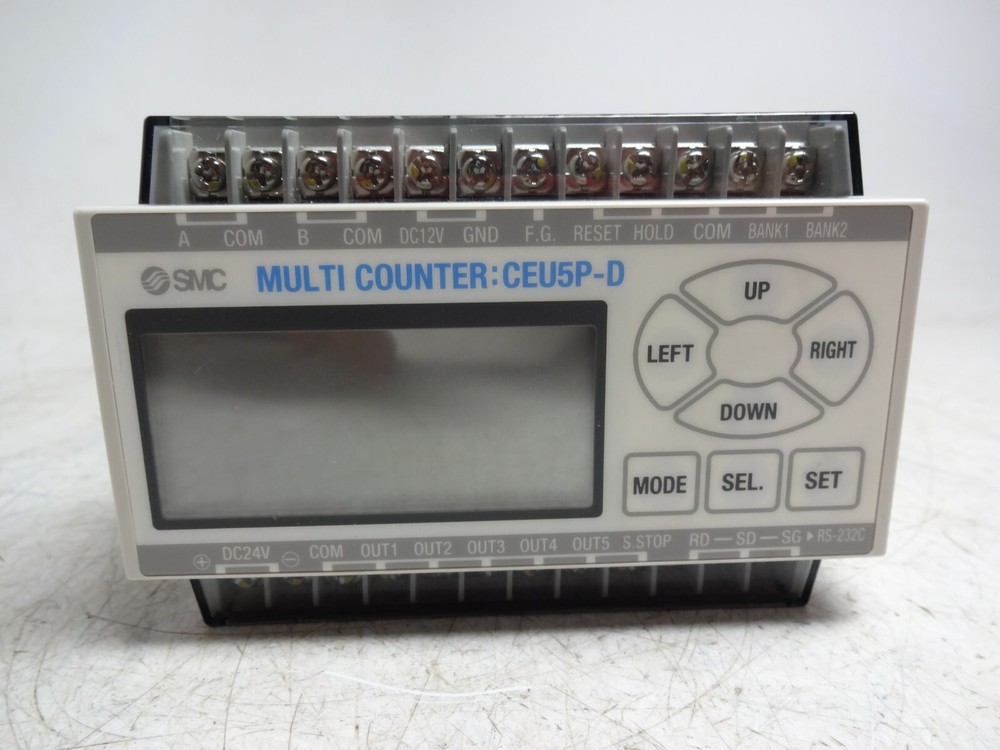 A COM B COM DC12V GND F.G. RESET HOLD COM BANK1 BANK2
SMC MULTI COUNTER:CEU5P-D
UP
LEFT RIGHT
DOWN
MODE SEL. SET
+ DC24V - COM OUT1 OUT2 OUT3 OUT4 OUT5 S.STOP RD — SD — SG ▶ RS-232C